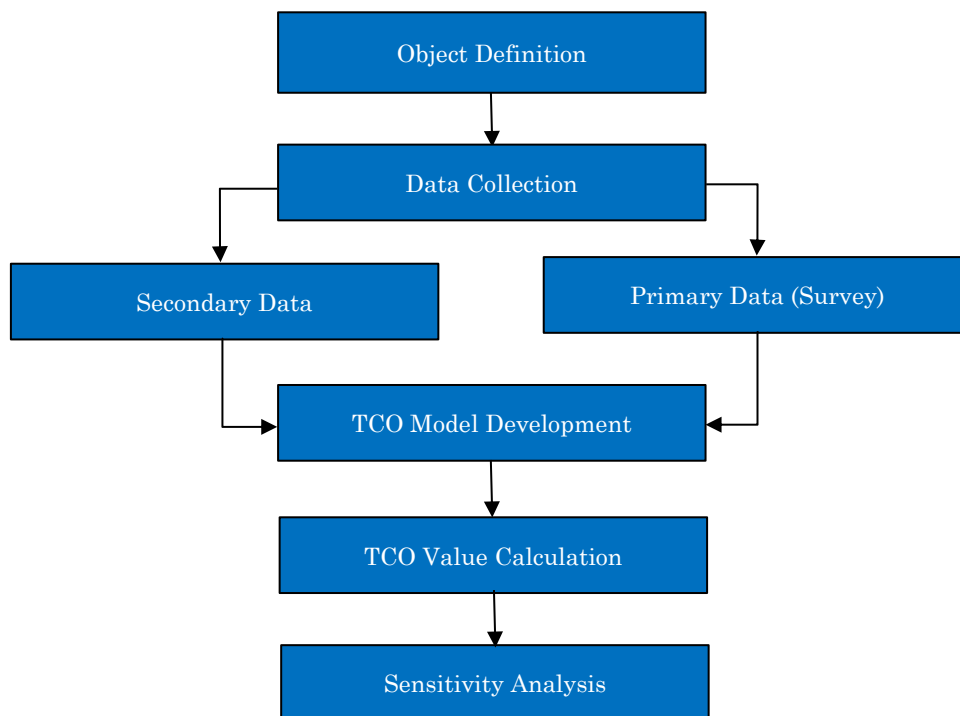 Object Definition
Data Collection
Secondary Data
Primary Data (Survey)
TCO Model Development
TCO Value Calculation
Sensitivity Analysis